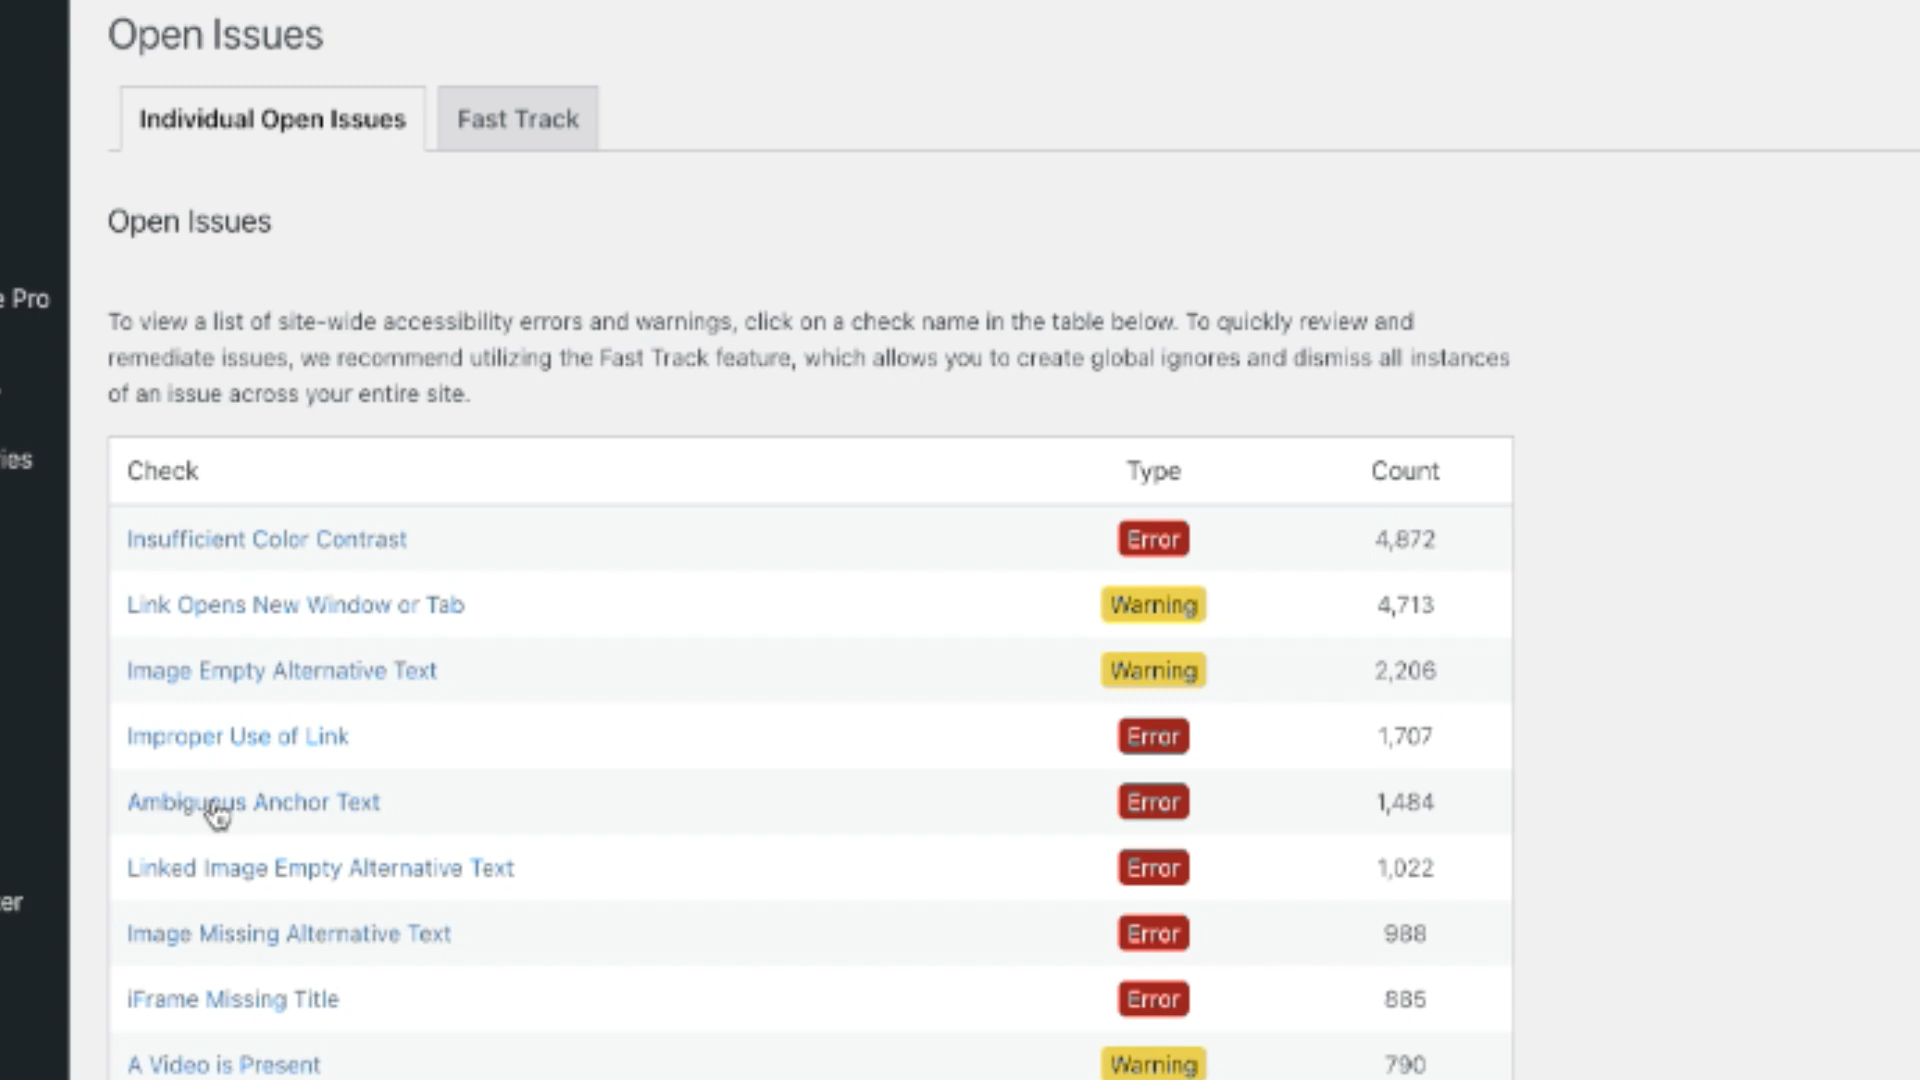 Open Issues
Individual Open Issues Fast Track
Open Issues
e Pro
To view a list of site-wide accessibility errors and warnings, click on a check name in the table below. To quickly review and
remediate issues, we recommend utilizing the Fast Track feature, which allows you to create global ignores and dismiss all instances
of an issue across your entire site.
ies
Check Type Count
Insufficient Color Contrast Error 4,872
Link Opens New Window or Tab Warning 4,713
Image Empty Alternative Text Warning 2,206
Improper Use of Link Error 1,707
Ambiguous Anchor Text Error 1,484
Linked Image Empty Alternative Text Error 1,022
er
Image Missing Alternative Text Error 988
iFrame Missing Title Error 885
A Video is Present Warning 790